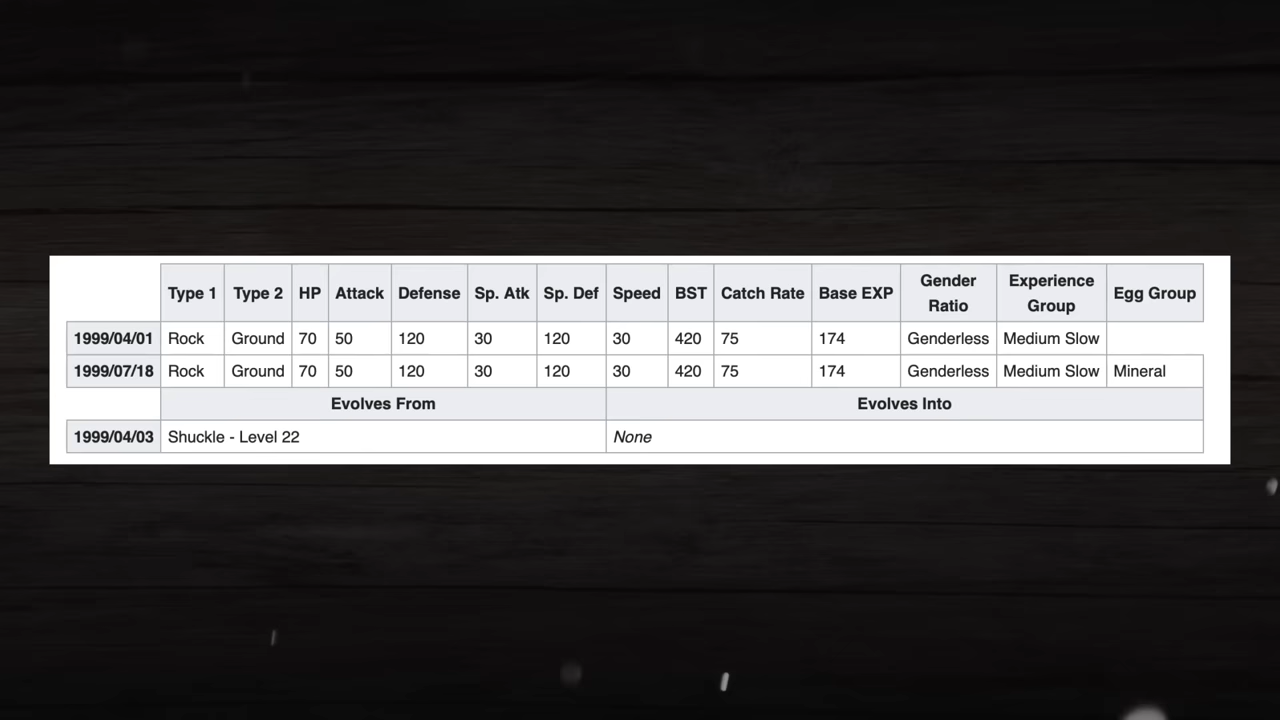 Type 1 Type 2 HP Attack Defense Sp. Atk Sp. Def Speed BST Catch Rate Base EXP Gender Ratio Experience Group Egg Group
1999/04/01 Rock Ground 70 50 120 30 120 30 420 75 174 Genderless Medium Slow
1999/07/18 Rock Ground 70 50 120 30 120 30 420 75 174 Genderless Medium Slow Mineral
Evolves From Evolves Into
1999/04/03 Shuckle - Level 22 None